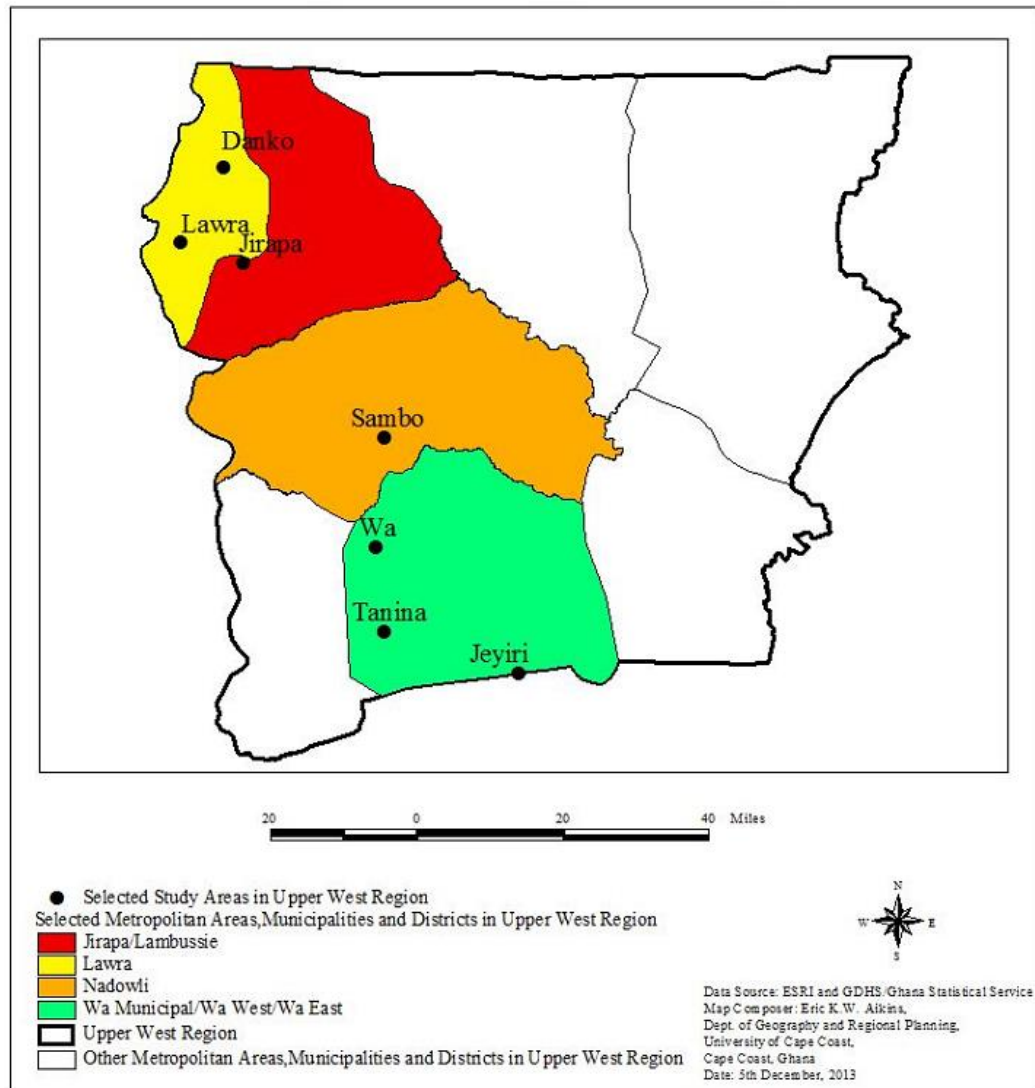 Danko
Lawra
Jirapa
Sambo
Wa
Tanina
Jeyiri
20 0 20 40 Miles
Selected Study Areas in Upper West Region
Selected Metropolitan Areas,Municipalities and Districts in Upper West Region
Jirapa/Lambussie
Lawra
Nadowli
Wa Municipal/Wa West/Wa East
Upper West Region
Other Metropolitan Areas,Municipalities and Districts in Upper West Region
N
W E
S
Data Source: ESRI and GDHS/Ghana Statistical Service
Map Composer: Eric K.W. Aikins,
Dept. of Geography and Regional Planning,
University of Cape Coast,
Cape Coast, Ghana
Date: 5th December, 2013